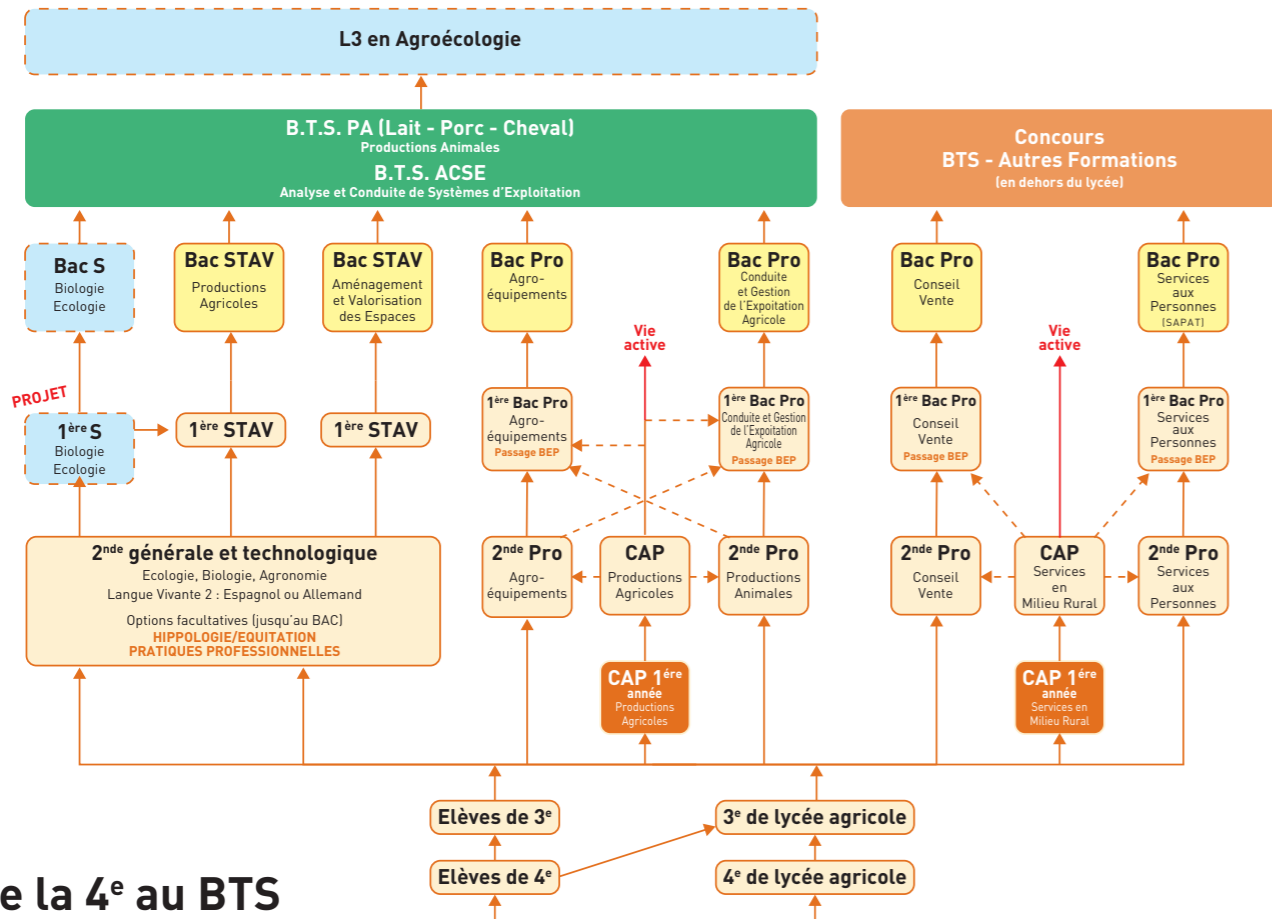 L3 en Agroécologie
B.T.S. PA (Lait - Porc - Cheval)
Productions Animales
B.T.S. ACSE
Analyse et Conduite de Systèmes d'Exploitation
Concours
BTS - Autres Formations
(en dehors du lycée)
Bac S
Biologie
Ecologie
Bac STAV
Productions
Agricoles
Bac STAV
Aménagement
et Valorisation
des Espaces
Bac Pro
Agro-
équipements
Bac Pro
Conduite
et Gestion
de l'Expoitation
Agricole
Bac Pro
Conseil
Vente
Bac Pro
Services
aux
Personnes
(SAPAT)
Vie
active
Vie
active
PROJET
1ère S
Biologie
Ecologie
1ère STAV
1ère STAV
1ère Bac Pro
Agro-
équipements
Passage BEP
1ère Bac Pro
Conduite et Gestion
de l'Expoitation
Agricole
Passage BEP
1ère Bac Pro
Conseil
Vente
Passage BEP
1ère Bac Pro
Services
aux
Personnes
Passage BEP
2nde générale et technologique
Ecologie, Biologie, Agronomie
Langue Vivante 2 : Espagnol ou Allemand
Options facultatives (jusqu'au BAC)
HIPPOLOGIE/EQUITATION
PRATIQUES PROFESSIONNELLES
2nde Pro
Agro-
équipements
CAP
Productions
Agricoles
2nde Pro
Productions
Animales
2nde Pro
Conseil
Vente
CAP
Services
en
Milieu Rural
2nde Pro
Services
aux
Personnes
CAP 1ére
année
Productions
Agricoles
CAP 1ére
année
Services en
Milieu Rural
Elèves de 3e
3e de lycée agricole
Elèves de 4e
4e de lycée agricole
e la 4e au BTS